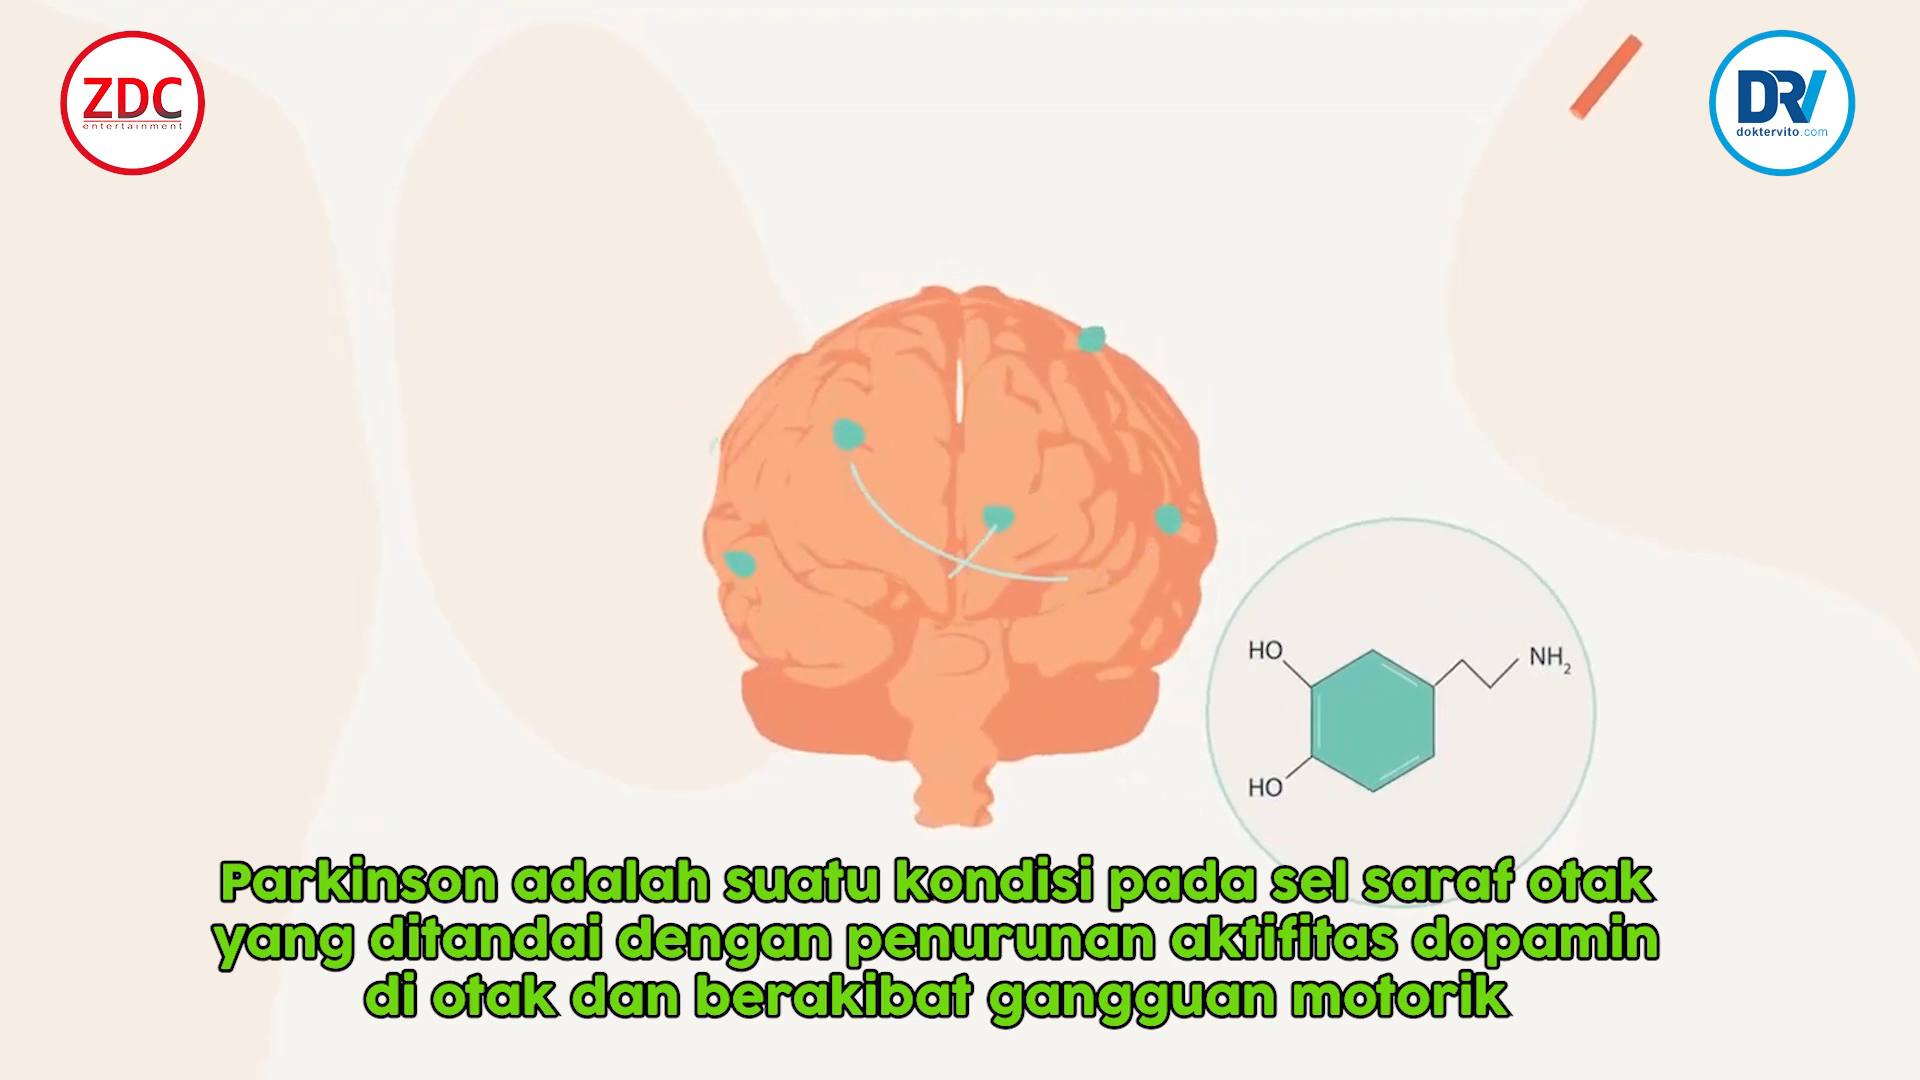 ZDC
entertainment
DRV
doktervito.com
HO
NH₂
HO
Parkinson adalah suatu kondisi pada sel saraf otak
yang ditandai dengan penurunan aktifitas dopamin
di otak dan berakibat gangguan motorik